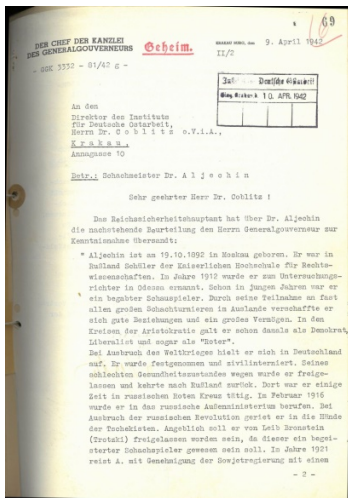 69
DER CHEF DER KANZLEI
DES GENERALGOUVERNEURS
- GGK 3332 - 81/42 g -
Geheim.
9. April 1942
II/2
Deutsche
10. APR. 1942
An den
Direktor des Instituts
für Deutsche Ostarbeit,
Herrn Dr. C o b l i t z o.V.i.A.,
K r a k a u ,
Annagasse 10
Betr.: Schachmeister Dr. A l j e c h i n
Sehr geehrter Herr Dr. Coblitz !
Das Reichssicherheitshauptamt hat über Dr. Aljechin
die nachstehende Beurteilung dem Herrn Generalgouverneur zur
Kenntnisnahme übersandt:
" Aljechin ist am 19.10.1892 in Moskau geboren. Er war in
Rußland Schüler der Kaiserlichen Hochschule für Rechts-
wissenschaften. Im Jahre 1912 wurde er zum Untersuchungs-
richter in Odessa ernannt. Schon in jungen Jahren war er
ein begabter Schauspieler. Durch seine Teilnahme an fast
allen großen Schachturnieren im Auslande verschaffte er
sich gute Beziehungen und ein großes Vermögen. In den
Kreisen der Aristokratie galt er schon damals als Demokrat,
Liberalist und sogar als "Roter".
Bei Ausbruch des Weltkrieges hielt er sich in Deutschland
auf. Er wurde festgenommen und zivilinterniert. Seines
schlechten Gesundheitszustandes wegen wurde er freige-
lassen und kehrte nach Rußland zurück. Dort war er einige
Zeit in russischen Roten Kreuz tätig. Im Februar 1916
wurde er in das russische Außenministerium berufen. Bei
Ausbruch der russischen Revolution geriet er in die Hände
der Tschekisten. Angeblich soll er von Leib Bronstein
(Trotzki) freigelassen worden sein, da dieser ein begei-
sterter Schachspieler gewesen sein soll. Im Jahre 1921
reist A. mit Genehmigung der Sowjetregierung mit einem
- 2 -